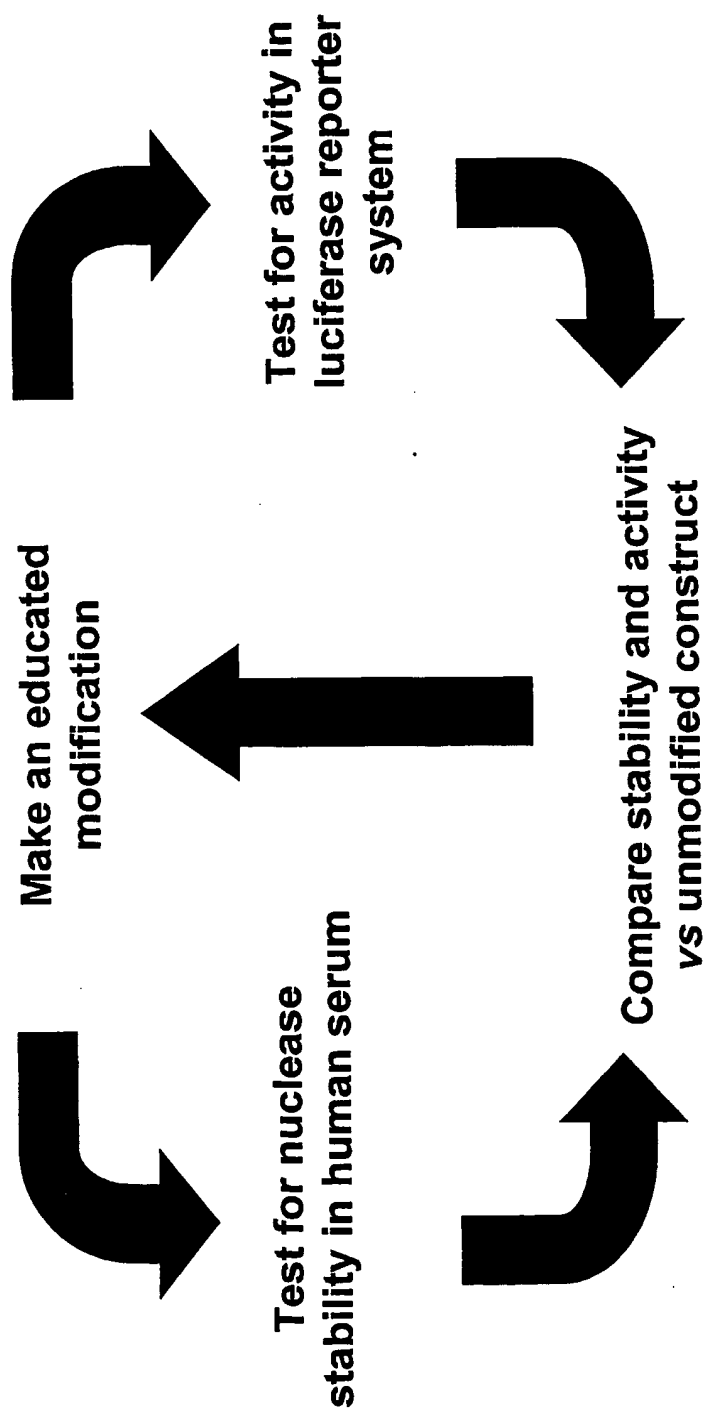 Make an educated
modification
Test for nuclease
stability in human serum
Test for activity in
luciferase reporter
system
Compare stability and activity
vs unmodified construct